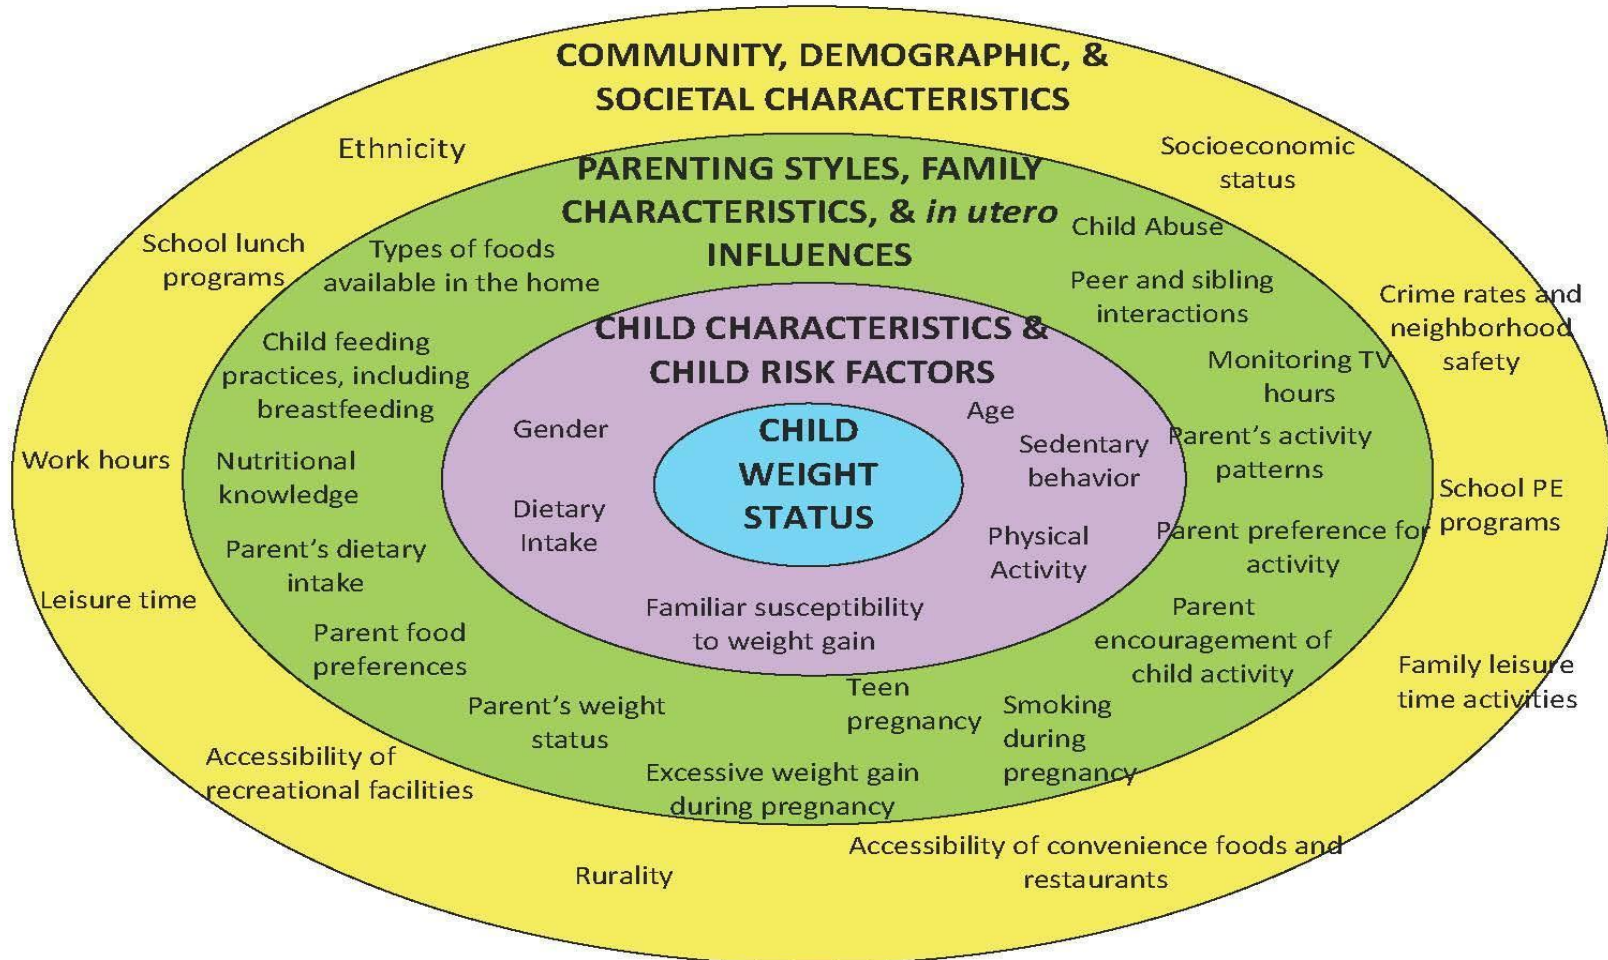 COMMUNITY, DEMOGRAPHIC, &
SOCIETAL CHARACTERISTICS
Ethnicity
Socioeconomic
status
PARENTING STYLES, FAMILY
CHARACTERISTICS, & in utero
INFLUENCES
School lunch
programs
Types of foods
available in the home
Child Abuse
Peer and sibling
interactions
Crime rates and
neighborhood
safety
CHILD CHARACTERISTICS &
CHILD RISK FACTORS
Child feeding
practices, including
breastfeeding
Monitoring TV
hours
Gender
Age
CHILD
WEIGHT
STATUS
Sedentary
behavior
Parent's activity
patterns
Work hours
Nutritional
knowledge
School PE
programs
Dietary
Intake
Physical
Activity
Parent preference for
activity
Parent's dietary
intake
Leisure time
Familiar susceptibility
to weight gain
Parent
encouragement of
child activity
Parent food
preferences
Family leisure
time activities
Parent's weight
status
Teen
pregnancy
Smoking
during
pregnancy
Accessibility of
recreational facilities
Excessive weight gain
during pregnancy
Accessibility of convenience foods and
restaurants
Rurality